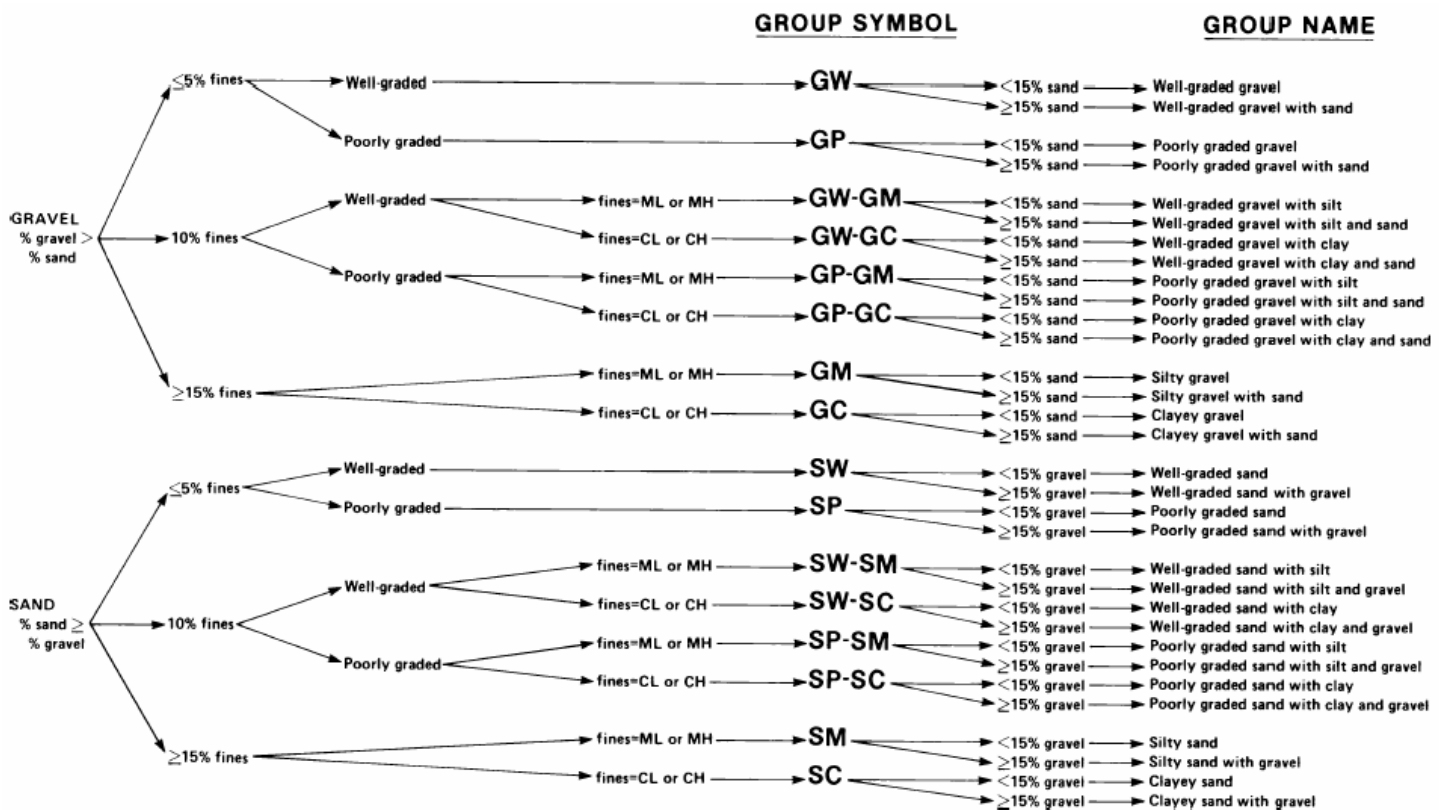 GROUP SYMBOL GROUP NAME
≤5% fines Well-graded GW <15% sand Well-graded gravel
≥15% sand Well-graded gravel with sand
Poorly graded GP <15% sand Poorly graded gravel
≥15% sand Poorly graded gravel with sand
GRAVEL
% gravel >
% sand
10% fines
Well-graded fines=ML or MH GW-GM <15% sand Well-graded gravel with silt
≥15% sand Well-graded gravel with silt and sand
fines=CL or CH GW-GC <15% sand Well-graded gravel with clay
≥15% sand Well-graded gravel with clay and sand
Poorly graded fines=ML or MH GP-GM <15% sand Poorly graded gravel with silt
≥15% sand Poorly graded gravel with silt and sand
fines=CL or CH GP-GC <15% sand Poorly graded gravel with clay
≥15% sand Poorly graded gravel with clay and sand
≥15% fines
fines=ML or MH GM <15% sand Silty gravel
≥15% sand Silty gravel with sand
fines=CL or CH GC <15% sand Clayey gravel
≥15% sand Clayey gravel with sand
≤5% fines
Well-graded SW <15% gravel Well-graded sand
≥15% gravel Well-graded sand with gravel
Poorly graded SP <15% gravel Poorly graded sand
≥15% gravel Poorly graded sand with gravel
SAND
% sand ≥
% gravel
10% fines
Well-graded fines=ML or MH SW-SM <15% gravel Well-graded sand with silt
≥15% gravel Well-graded sand with silt and gravel
fines=CL or CH SW-SC <15% gravel Well-graded sand with clay
≥15% gravel Well-graded sand with clay and gravel
Poorly graded fines=ML or MH SP-SM <15% gravel Poorly graded sand with silt
≥15% gravel Poorly graded sand with silt and gravel
fines=CL or CH SP-SC <15% gravel Poorly graded sand with clay
≥15% gravel Poorly graded sand with clay and gravel
≥15% fines
fines=ML or MH SM <15% gravel Silty sand
≥15% gravel Silty sand with gravel
fines=CL or CH SC <15% gravel Clayey sand
≥15% gravel Clayey sand with gravel